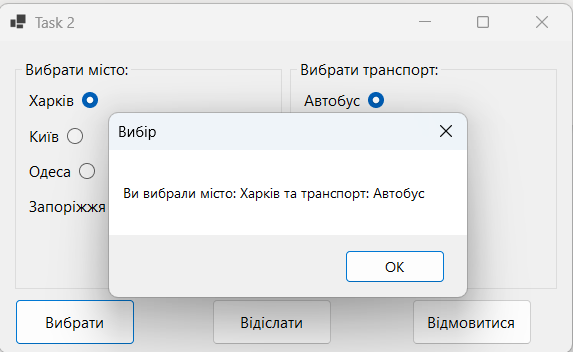 Task 2
Вибрати місто:
Вибрати транспорт:
Харків
Автобус
Київ
Одеса
Запоріжжя
Вибір
Ви вибрали місто: Харків та транспорт: Автобус
OK
Вибрати
Відіслати
Відмовитися